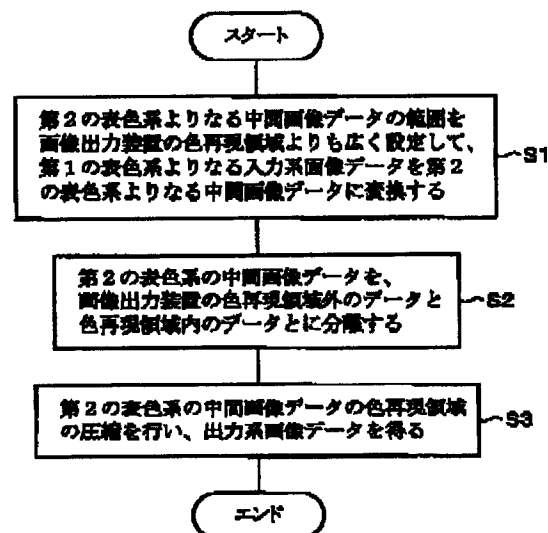 スタート
第2の表色系よりなる中間画像データの範囲を
画像出力装置の色再現領域よりも広く設定して、
第1の表色系よりなる入力系画像データを第2
の表色系よりなる中間画像データに変換する
S1
第2の表色系の中間画像データを、
画像出力装置の色再現領域外のデータと
色再現領域内のデータとに分離する
S2
第2の表色系の中間画像データの色再現領域
の圧縮を行い、出力系画像データを得る
S3
エンド